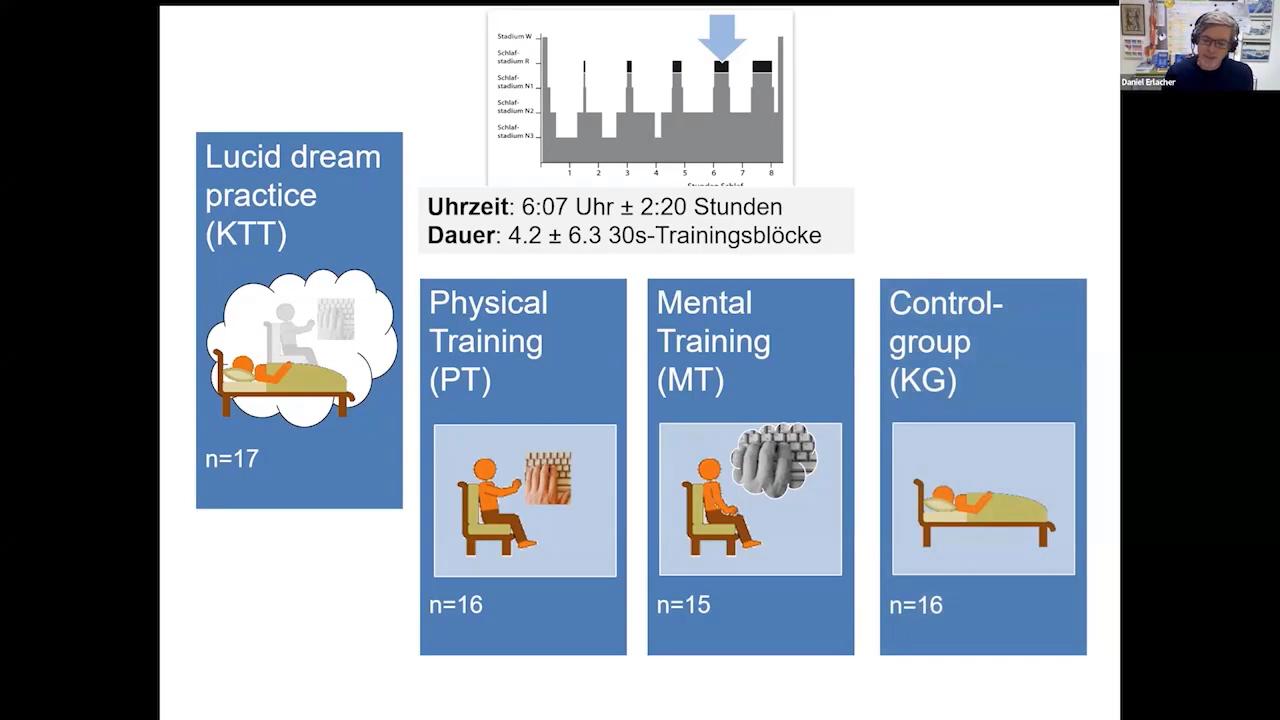 Stadium W
Schlaf-
stadium R
Schlaf-
stadium N1
Schlaf-
stadium N2
Schlaf-
stadium N3
1 2 3 4 5 6 7 8
Stunden Schlaf
Daniel Erlacher
Lucid dream
practice
(KTT)
n=17
Uhrzeit: 6:07 Uhr ± 2:20 Stunden
Dauer: 4.2 ± 6.3 30s-Trainingsblöcke
Physical
Training
(PT)
n=16
Mental
Training
(MT)
n=15
Control-
group
(KG)
n=16